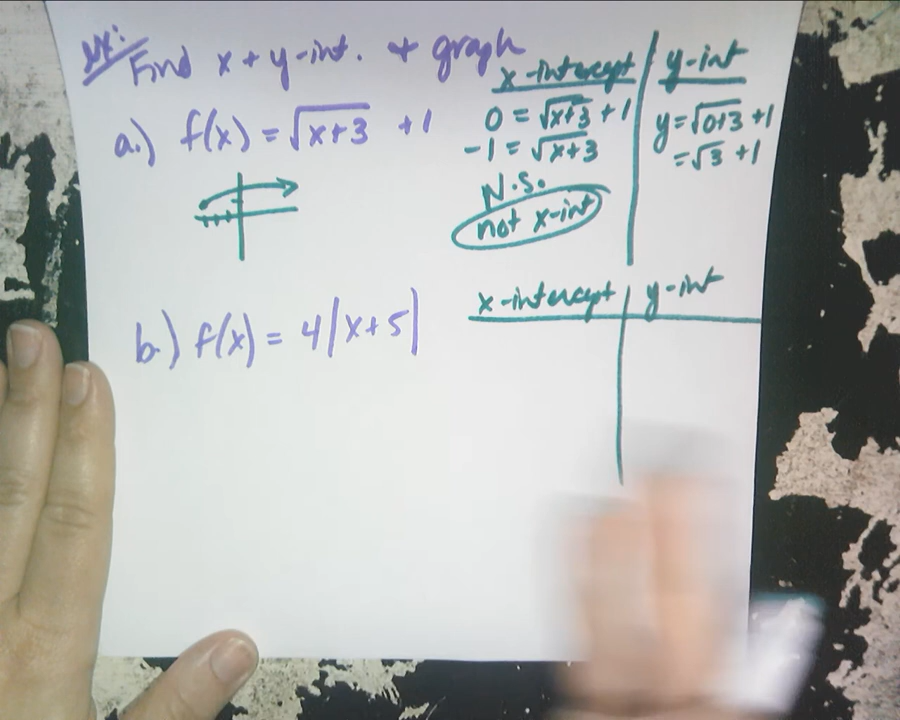 Ex: Find x + y-int. + graph
a.) f(x) = √x+3 +1
x-intercept
0 = √x+3 +1
-1 = √x+3
N.S.
not x-int
y-int
y=√0+3 +1
=√3 +1
b.) f(x) = 4|x+5|
x-intercept
y-int